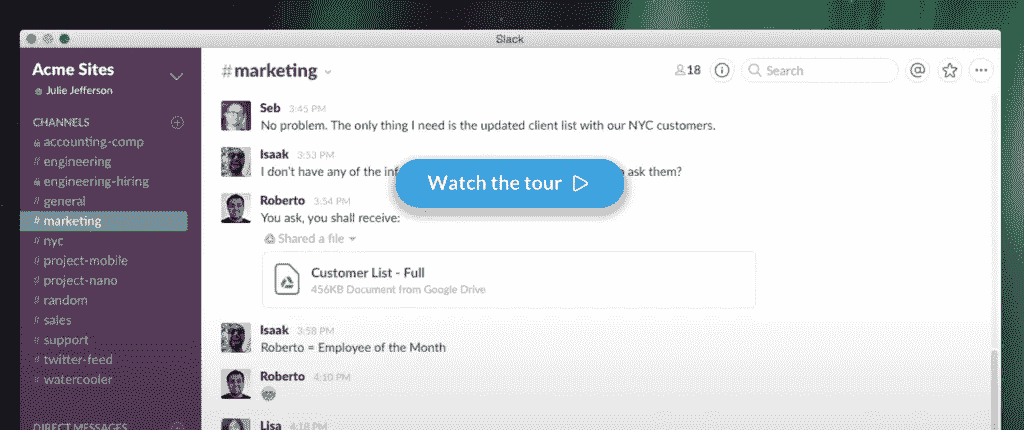 Slack
Acme Sites
Julie Jefferson
CHANNELS
accounting-comp
# engineering
engineering-hiring
# general
# marketing
# nyc
# project-mobile
# project-nano
# random
# sales
# support
# twitter-feed
# watercooler
DIRECT MESSAGES
#marketing
18
Search
Seb 3:45 PM
No problem. The only thing I need is the updated client list with our NYC customers.
Isaak 3:53 PM
I don't have any of the ask them?
Watch the tour
Roberto 3:54 PM
You ask, you shall receive:
Shared a file
Customer List - Full
456KB Document from Google Drive
Isaak 3:58 PM
Roberto = Employee of the Month
Roberto 4:10 PM
Lisa 4:18 PM